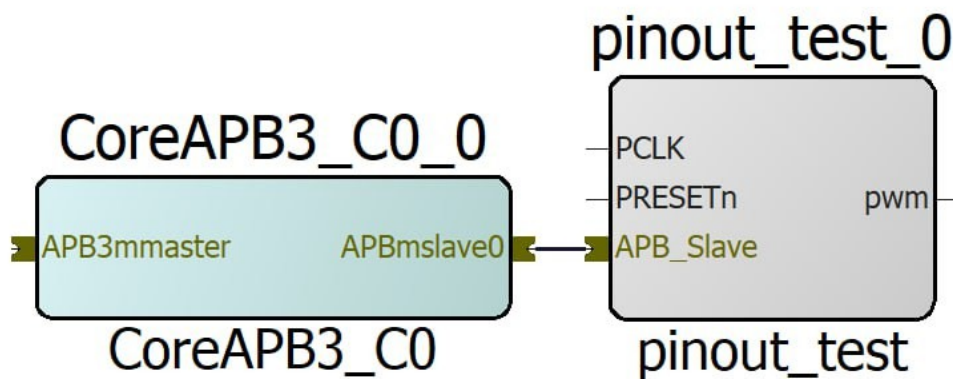 CoreAPB3_C0_0
APB3mmaster
APBmslave0
CoreAPB3_C0
pinout_test_0
PCLK
PRESETn
pwm
APB_Slave
pinout_test